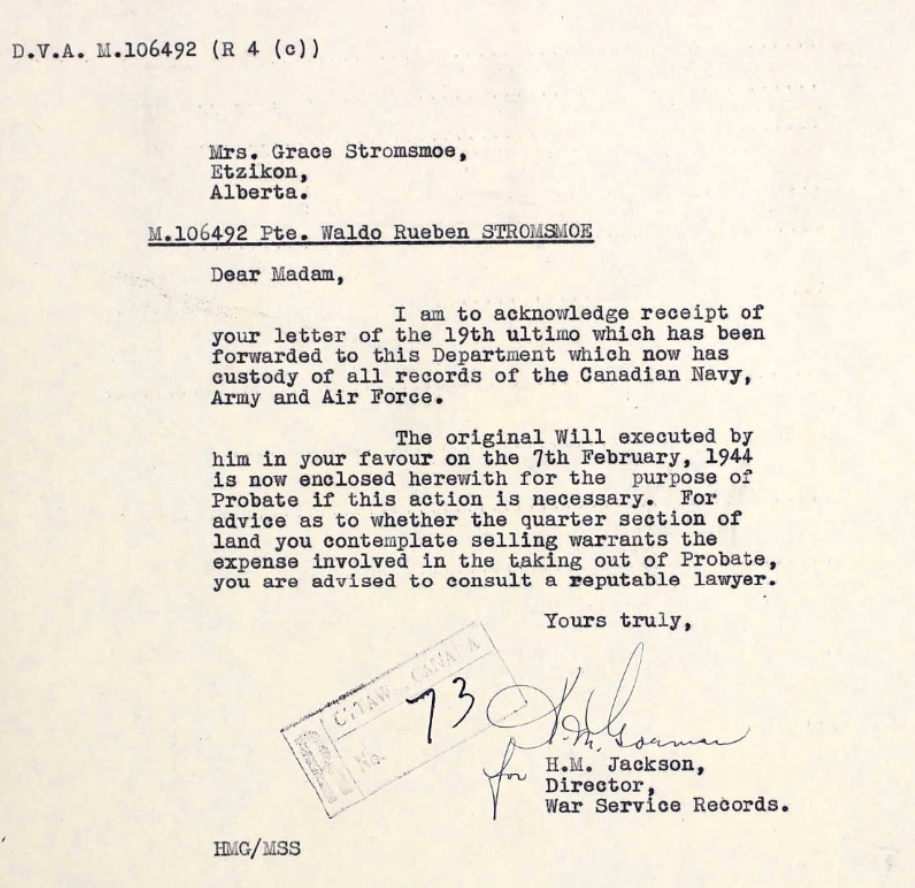 D.V.A. M.106492 (R 4 (c))
Mrs. Grace Stromsmoe,
Etzikon,
Alberta.
M.106492 Pte. Waldo Rueben STROMSMOE
Dear Madam,
I am to acknowledge receipt of
your letter of the 19th ultimo which has been
forwarded to this Department which now has
custody of all records of the Canadian Navy,
Army and Air Force.
The original Will executed by
him in your favour on the 7th February, 1944
is now enclosed herewith for the purpose of
Probate if this action is necessary. For
advice as to whether the quarter section of
land you contemplate selling warrants the
expense involved in the taking out of Probate,
you are advised to consult a reputable lawyer.
Yours truly,
OTTAWA CANADA
No. 73
H.M. Gorman
for H.M. Jackson,
Director,
War Service Records.
HMG/MSS